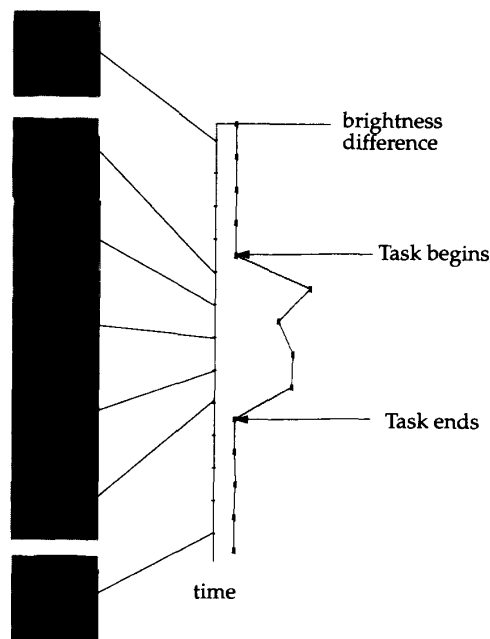 brightness
difference
Task begins
Task ends
time